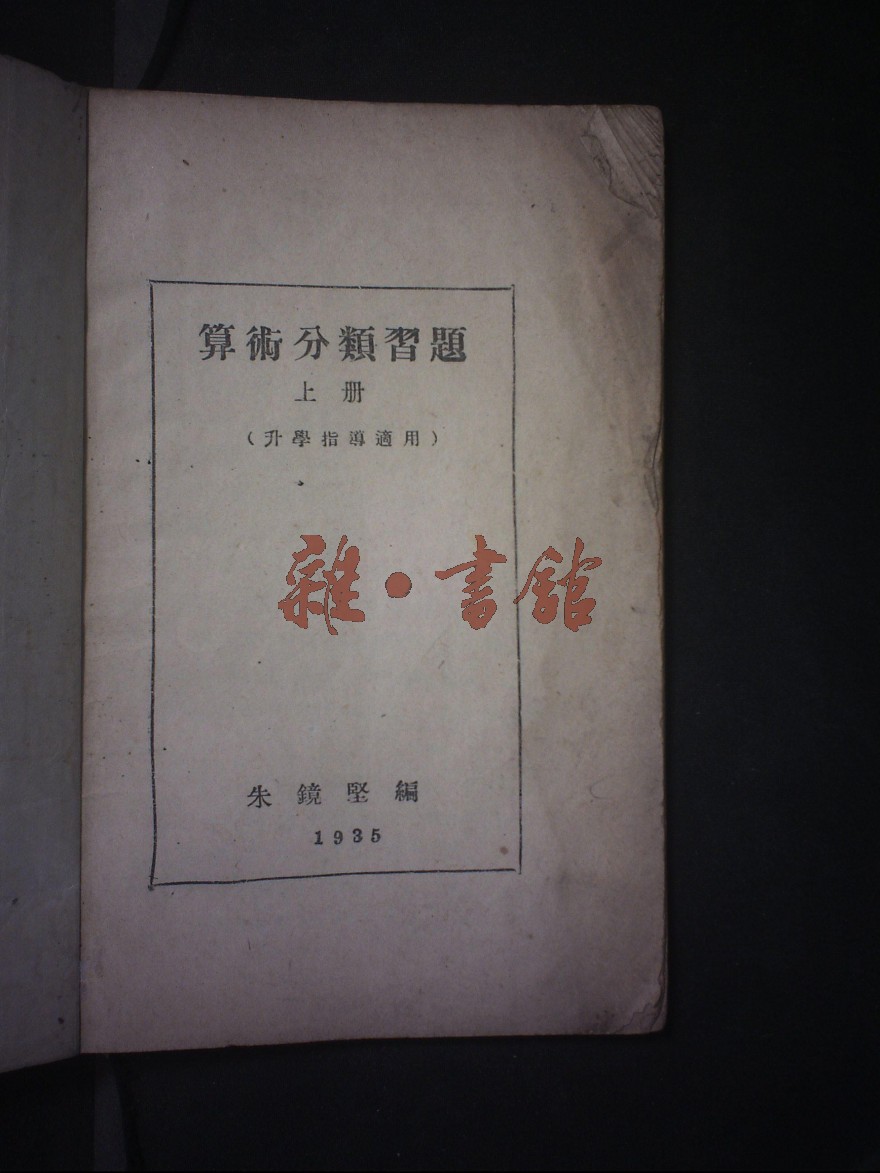 算術分類習題
上册
（升學指導適用）
雜·書館
朱鏡堅編
1935